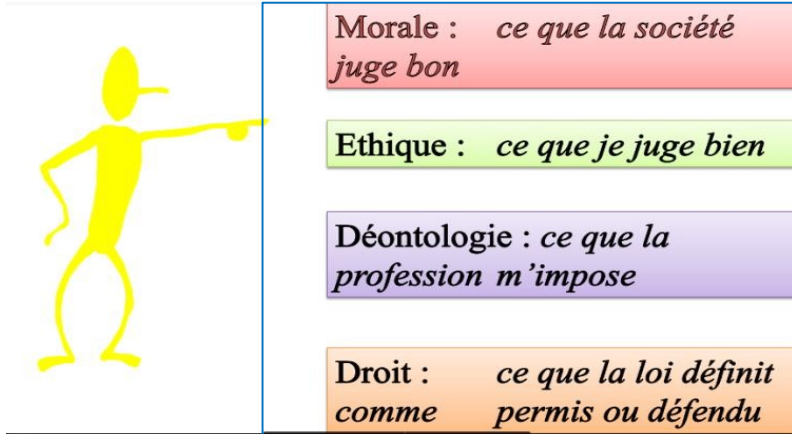 Morale : ce que la société
juge bon
Ethique : ce que je juge bien
Déontologie : ce que la
profession m’impose
Droit : ce que la loi définit
comme permis ou défendu